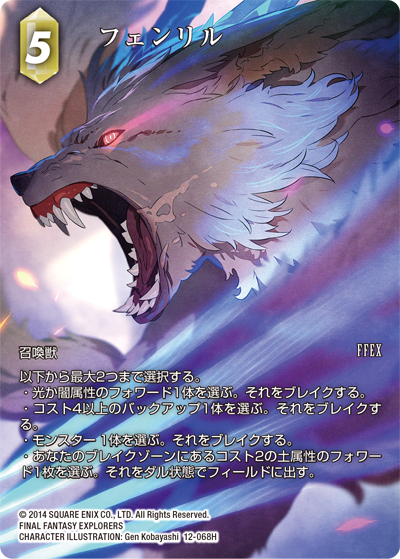 5
フェンリル
召喚獣
FFEX
以下から最大2つまで選択する。
・光か闇属性のフォワード1体を選ぶ。それをブレイクする。
・コスト4以上のバックアップ1体を選ぶ。それをブレイクす
る。
・モンスター 1体を選ぶ。それをブレイクする。
・あなたのブレイクゾーンにあるコスト2の土属性のフォワー
ド1枚を選ぶ。それをダル状態でフィールドに出す。
© 2014 SQUARE ENIX CO., LTD. All Rights Reserved.
FINAL FANTASY EXPLORERS
CHARACTER ILLUSTRATION: Gen Kobayashi 12-068H